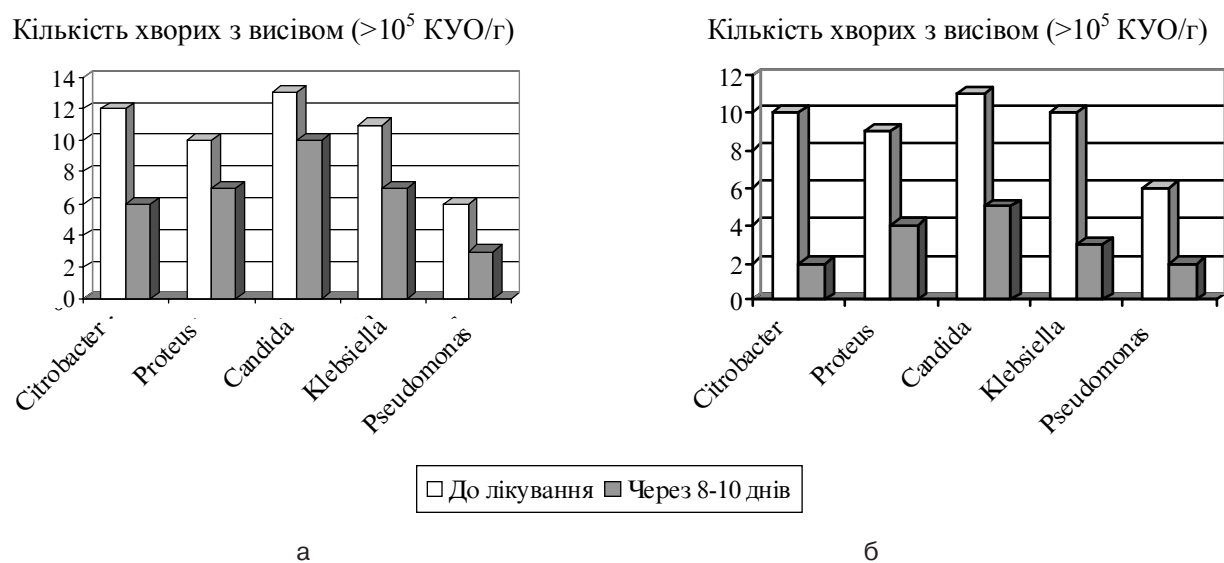 Кількість хворих з висівом (>10⁵ КУО/г)
14
12
10
8
6
4
2
0
Citrobacter
Proteus
Candida
Klebsiella
Pseudomonas
Кількість хворих з висівом (>10⁵ КУО/г)
12
10
8
6
4
2
0
Citrobacter
Proteus
Candida
Klebsiella
Pseudomonas
До лікування Через 8-10 днів
а
б